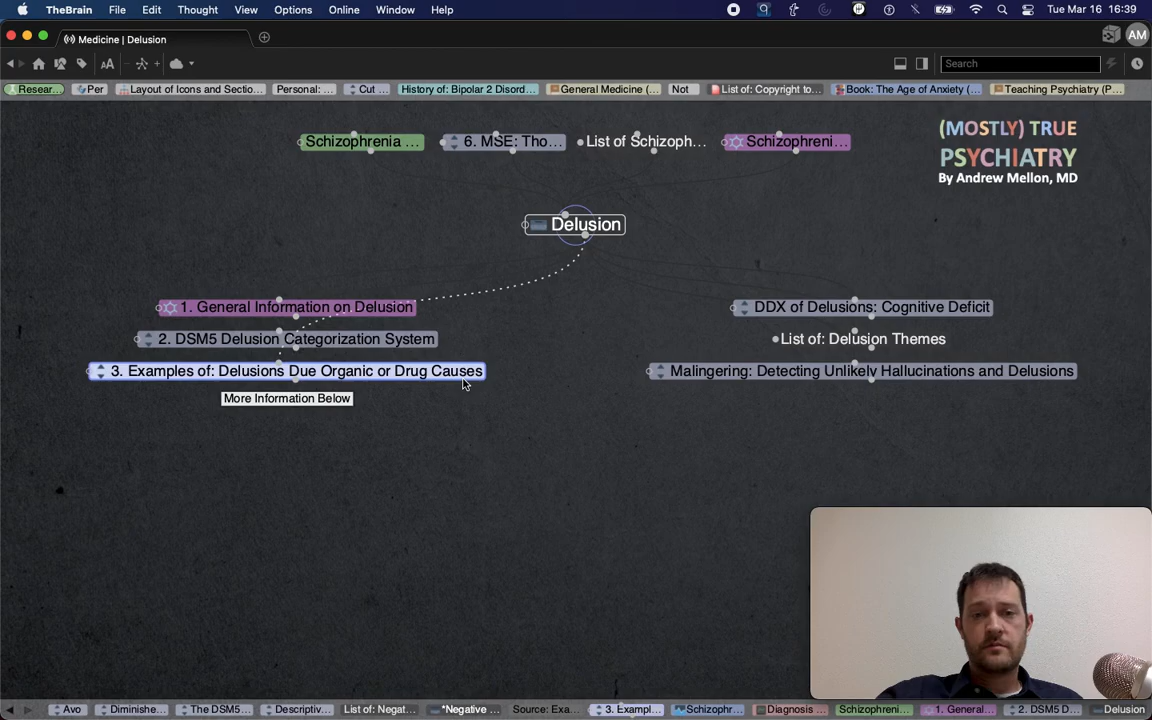 TheBrain File Edit Thought View Options Online Window Help Tue Mar 16 16:39
Medicine | Delusion AM
AA Search
Resear... Per Layout of Icons and Sectio... Personal: ... Cut ... History of: Bipolar 2 Disord... General Medicine (... Not List of: Copyright to... Book: The Age of Anxiety (... Teaching Psychiatry (P...
(MOSTLY) TRUE
PSYCHIATRY
By Andrew Mellon, MD
Schizophrenia ... 6. MSE: Tho... List of Schizoph... Schizophreni...
Delusion
1. General Information on Delusion
2. DSM5 Delusion Categorization System
3. Examples of: Delusions Due Organic or Drug Causes
More Information Below
DDX of Delusions: Cognitive Deficit
List of: Delusion Themes
Malingering: Detecting Unlikely Hallucinations and Delusions
Avo Diminishe... The DSM5... Descriptiv... List of: Negat... *Negative ... Source: Exa... 3. Exampl... Schizophr... Diagnosis ... Schizophreni... 1. General... 2. DSM5 D... Delusion